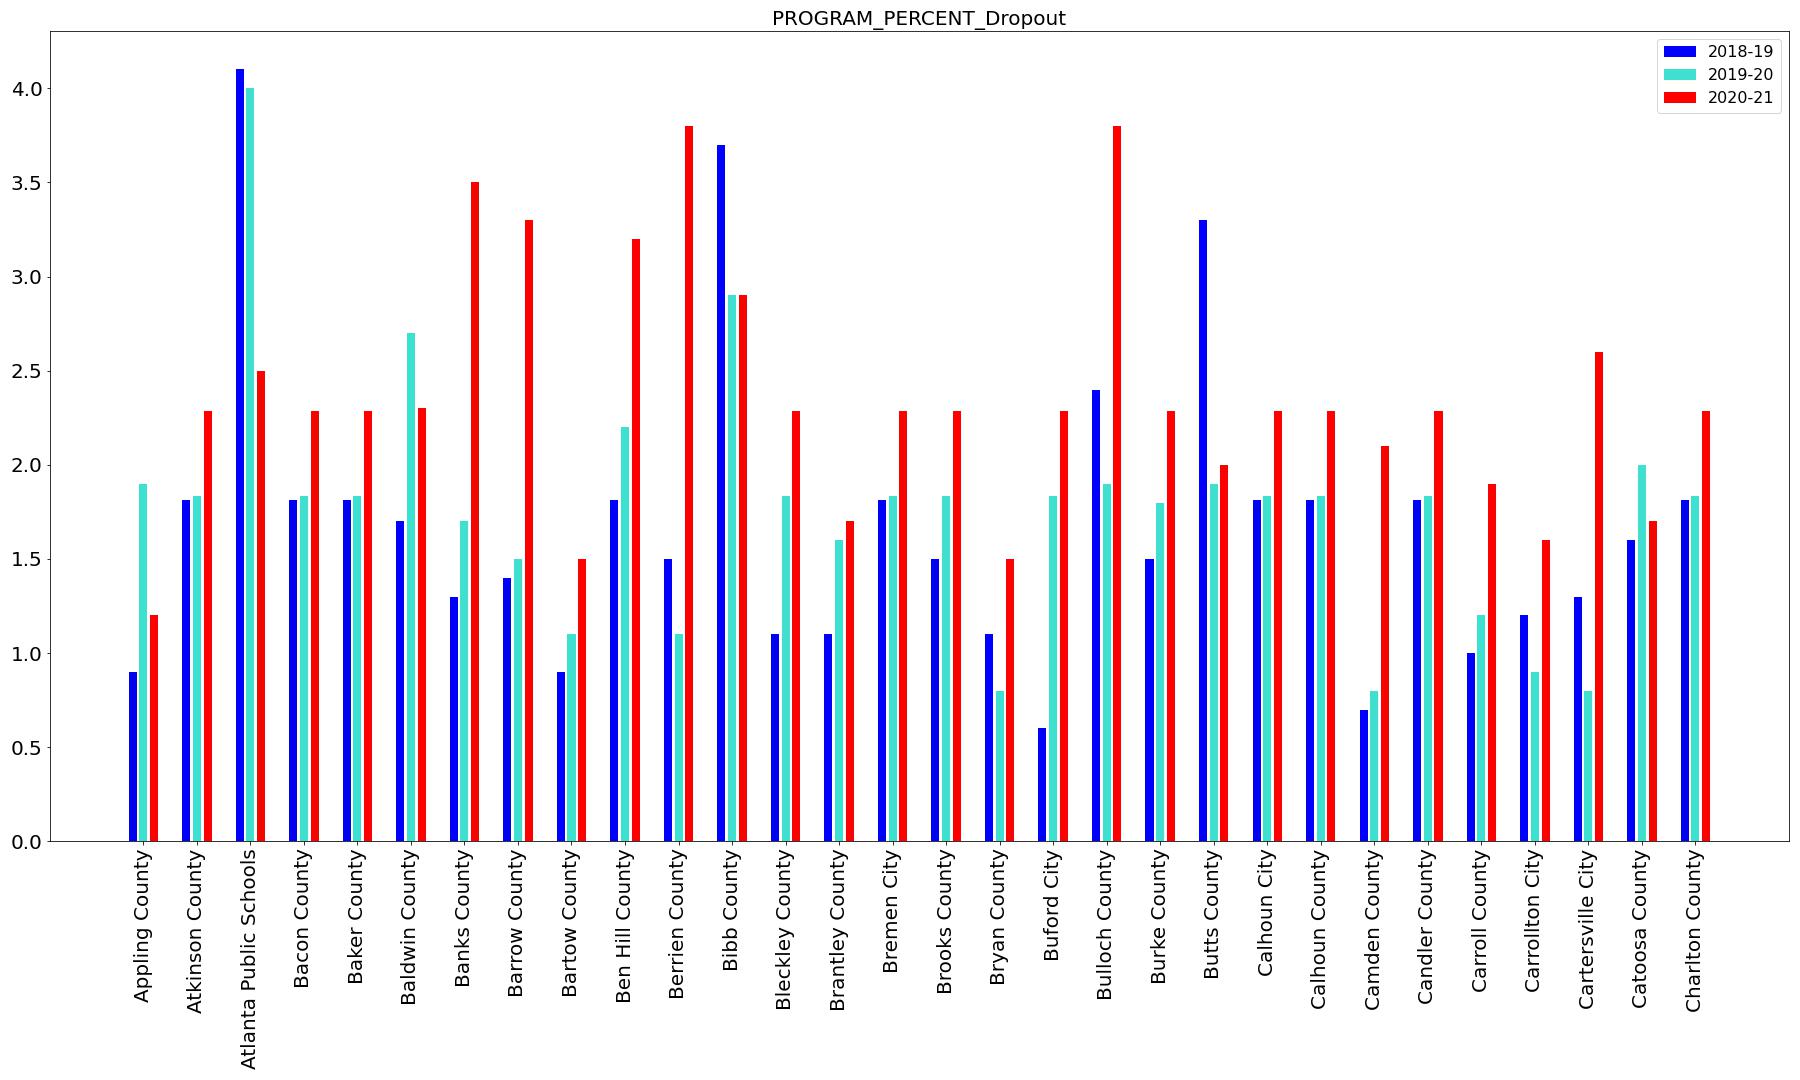 PROGRAM_PERCENT_Dropout
2018-19
2019-20
2020-21
4.0
3.5
3.0
2.5
2.0
1.5
1.0
0.5
0.0
Appling County
Atkinson County
Atlanta Public Schools
Bacon County
Baker County
Baldwin County
Banks County
Barrow County
Bartow County
Ben Hill County
Berrien County
Bibb County
Bleckley County
Brantley County
Bremen City
Brooks County
Bryan County
Buford City
Bulloch County
Burke County
Butts County
Calhoun City
Calhoun County
Camden County
Candler County
Carroll County
Carrollton City
Cartersville City
Catoosa County
Charlton County